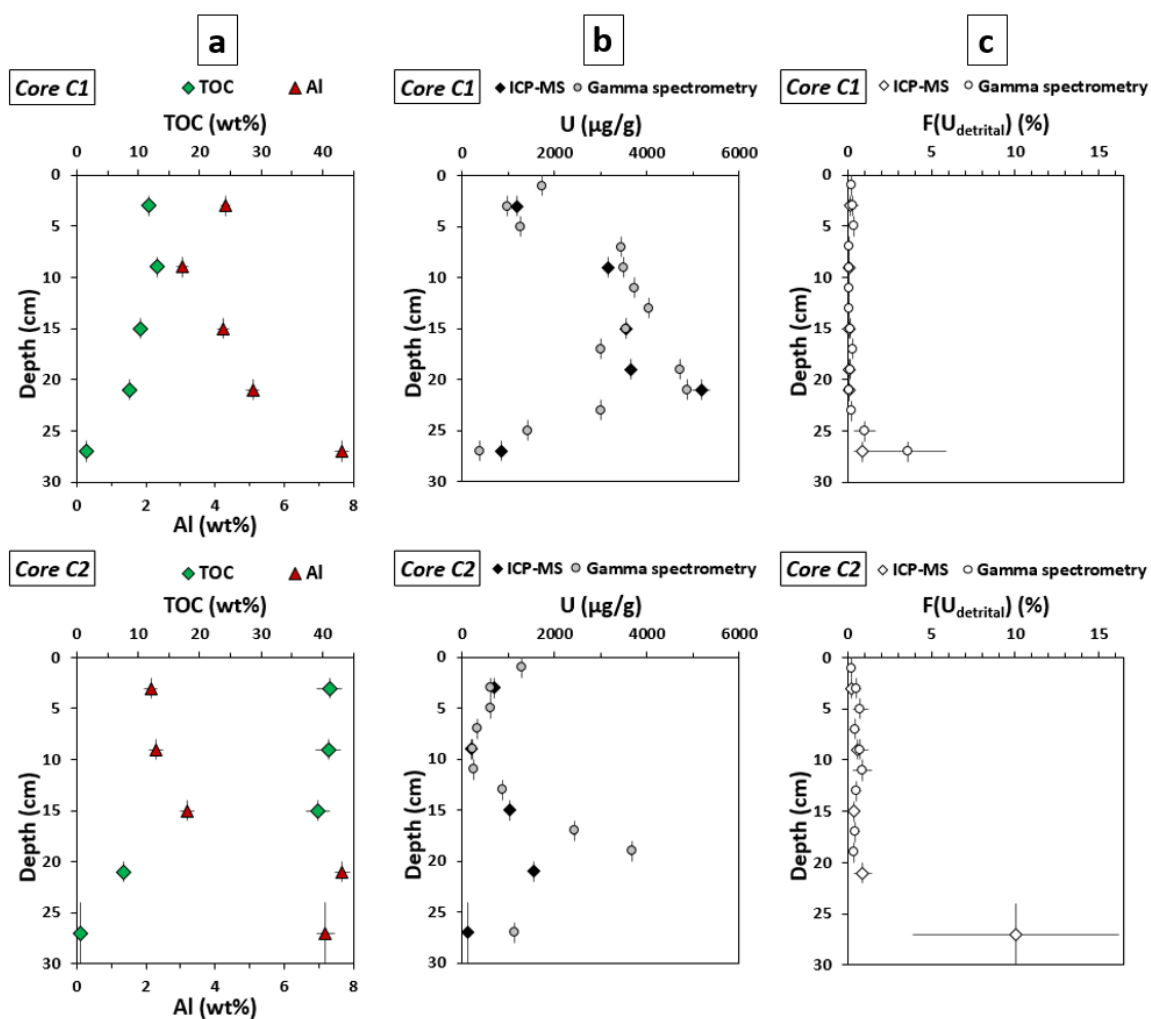 a b c
Core C1 TOC Al Core C1 ICP-MS Gamma spectrometry Core C1 ICP-MS Gamma spectrometry
TOC (wt%) U (µg/g) F(Udetrital) (%)
0 10 20 30 40 0 2000 4000 6000 0 5 10 15
0 0 0
5 5 5
10 10 10
15 15 15
20 20 20
25 25 25
30 30 30
Depth (cm) Depth (cm) Depth (cm)
0 2 4 6 8
Al (wt%)
Core C2 TOC Al Core C2 ICP-MS Gamma spectrometry Core C2 ICP-MS Gamma spectrometry
TOC (wt%) U (µg/g) F(Udetrital) (%)
0 10 20 30 40 0 2000 4000 6000 0 5 10 15
0 0 0
5 5 5
10 10 10
15 15 15
20 20 20
25 25 25
30 30 30
Depth (cm) Depth (cm) Depth (cm)
0 2 4 6 8
Al (wt%)